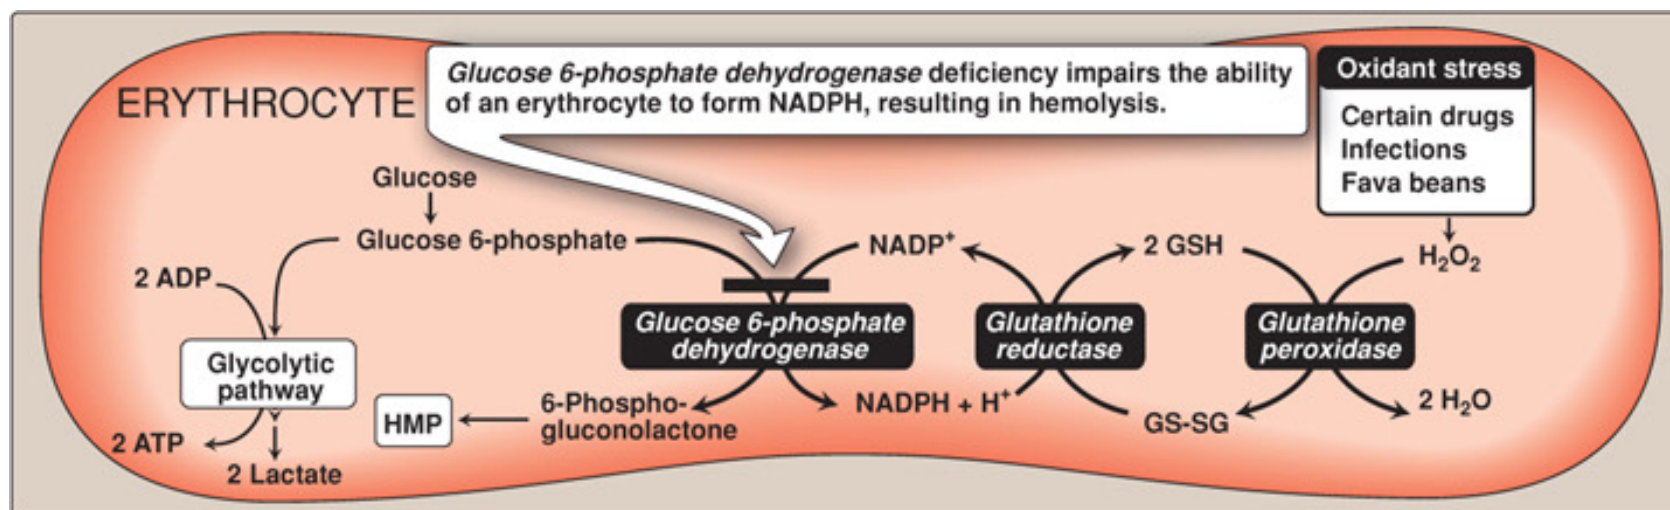 Glucose 6-phosphate dehydrogenase deficiency impairs the ability
of an erythrocyte to form NADPH, resulting in hemolysis.
ERYTHROCYTE
Oxidant stress
Certain drugs
Infections
Fava beans
Glucose
Glucose 6-phosphate
NADP⁺
2 GSH
H₂O₂
2 ADP
Glycolytic
pathway
Glucose 6-phosphate
dehydrogenase
Glutathione
reductase
Glutathione
peroxidase
2 ATP
2 Lactate
HMP
6-Phospho-
gluconolactone
NADPH + H⁺
GS-SG
2 H₂O